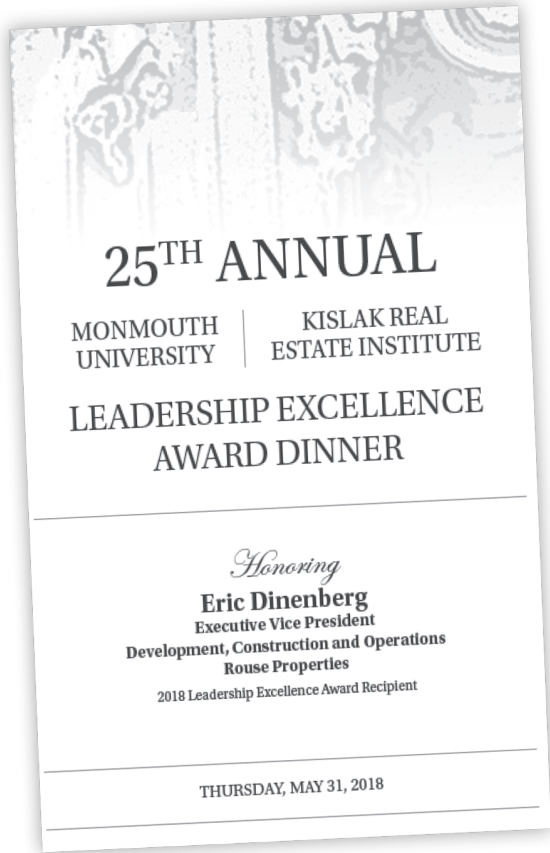 25TH ANNUAL
MONMOUTH
UNIVERSITY
KISLAK REAL
ESTATE INSTITUTE
LEADERSHIP EXCELLENCE
AWARD DINNER
Honoring
Eric Dinenberg
Executive Vice President
Development, Construction and Operations
Rouse Properties
2018 Leadership Excellence Award Recipient
THURSDAY, MAY 31, 2018